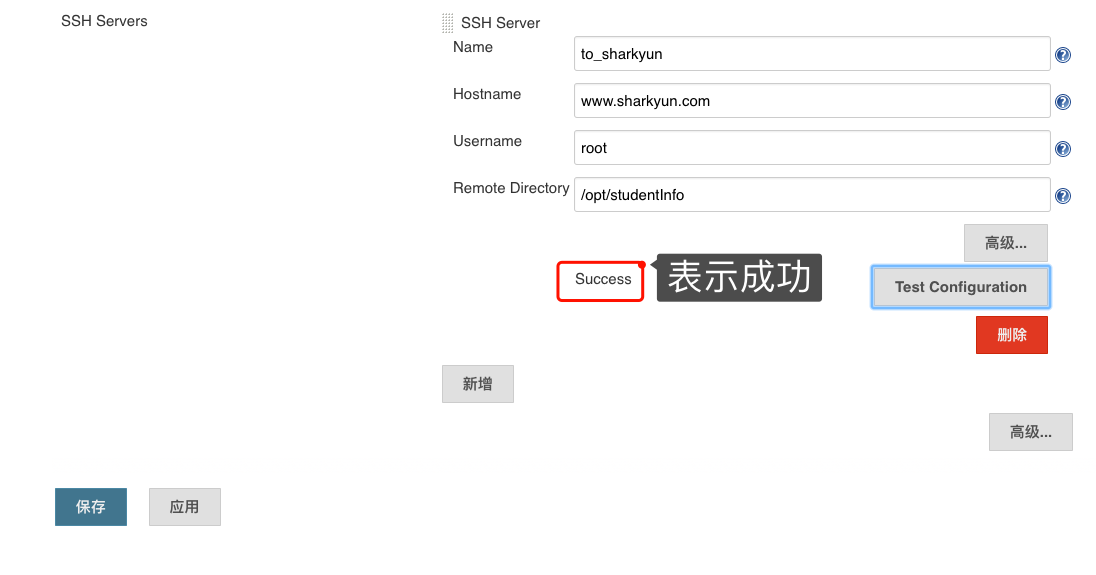 SSH Servers
SSH Server
Name
to_sharkyun
Hostname
www.sharkyun.com
Username
root
Remote Directory
/opt/studentInfo
高级...
Success
表示成功
Test Configuration
删除
新增
高级...
保存
应用